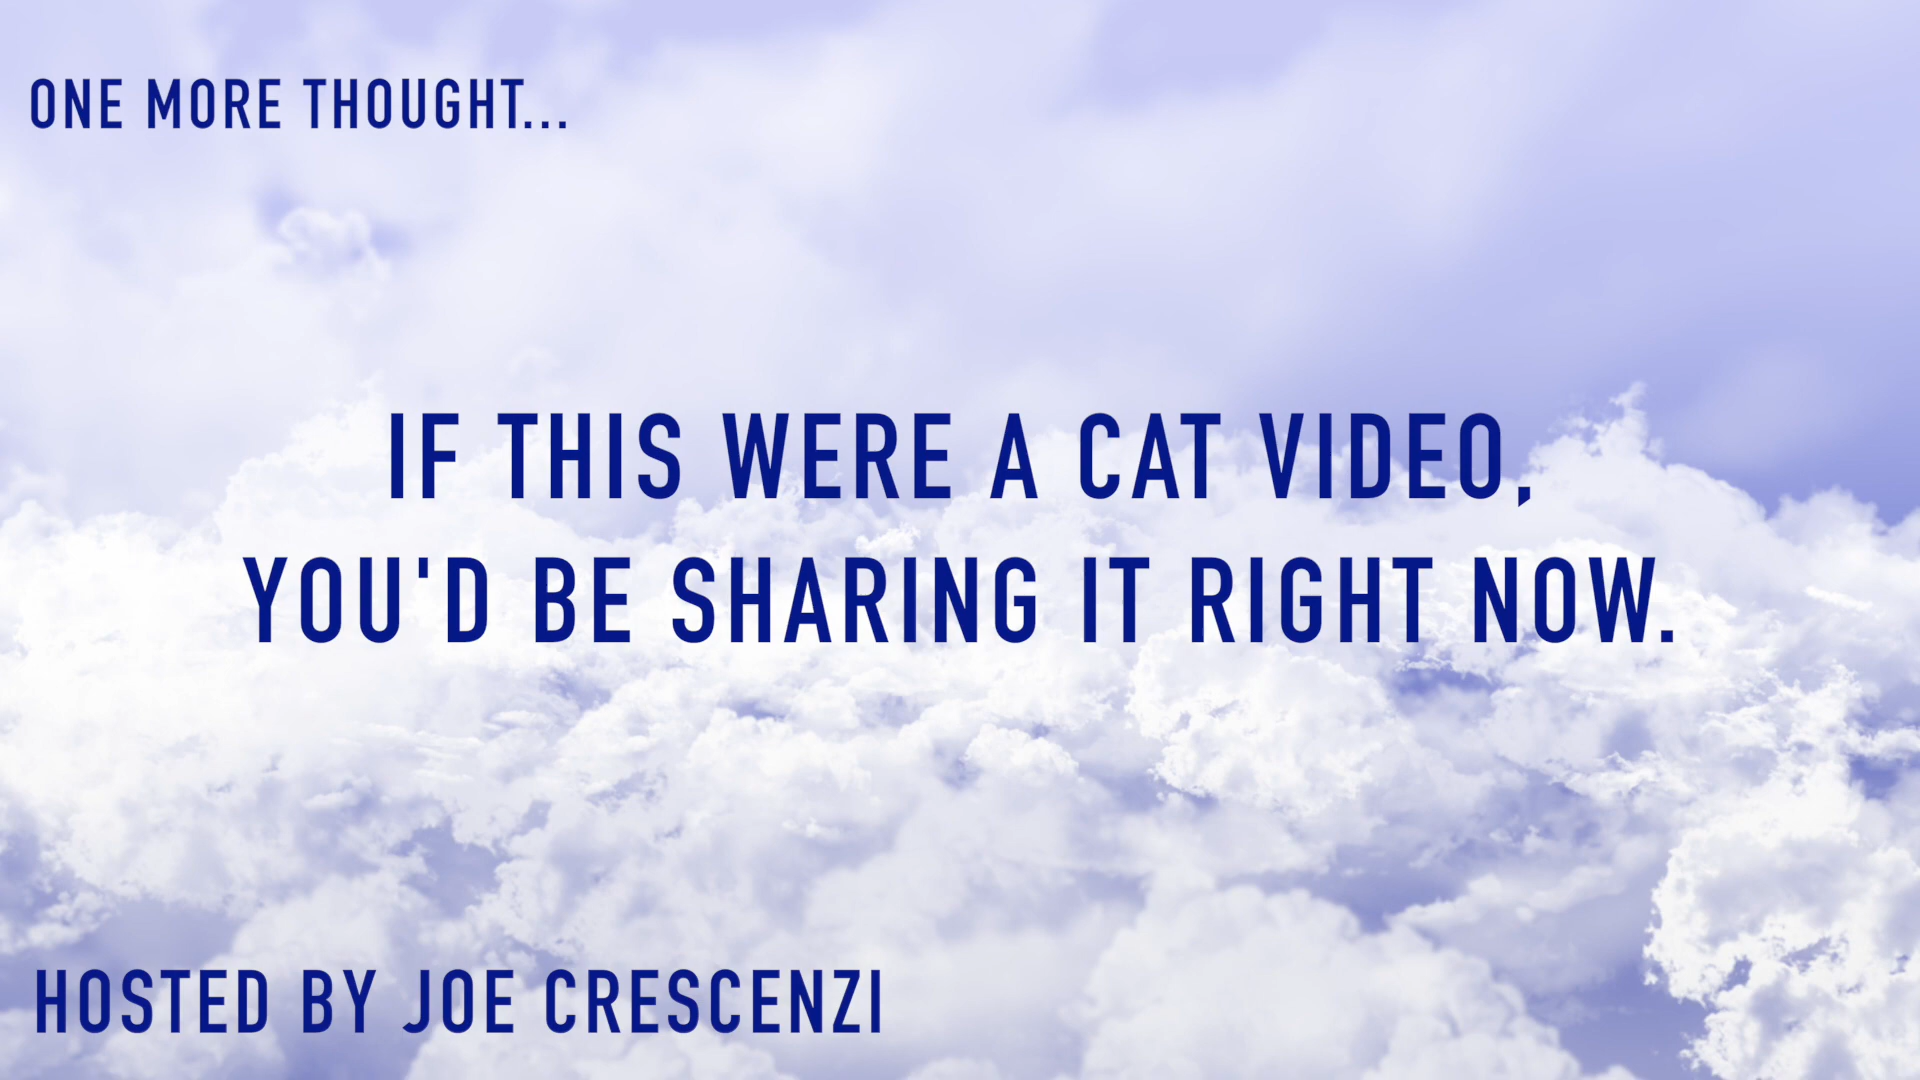 ONE MORE THOUGHT...
IF THIS WERE A CAT VIDEO,
YOU'D BE SHARING IT RIGHT NOW.
HOSTED BY JOE CRESCENZI